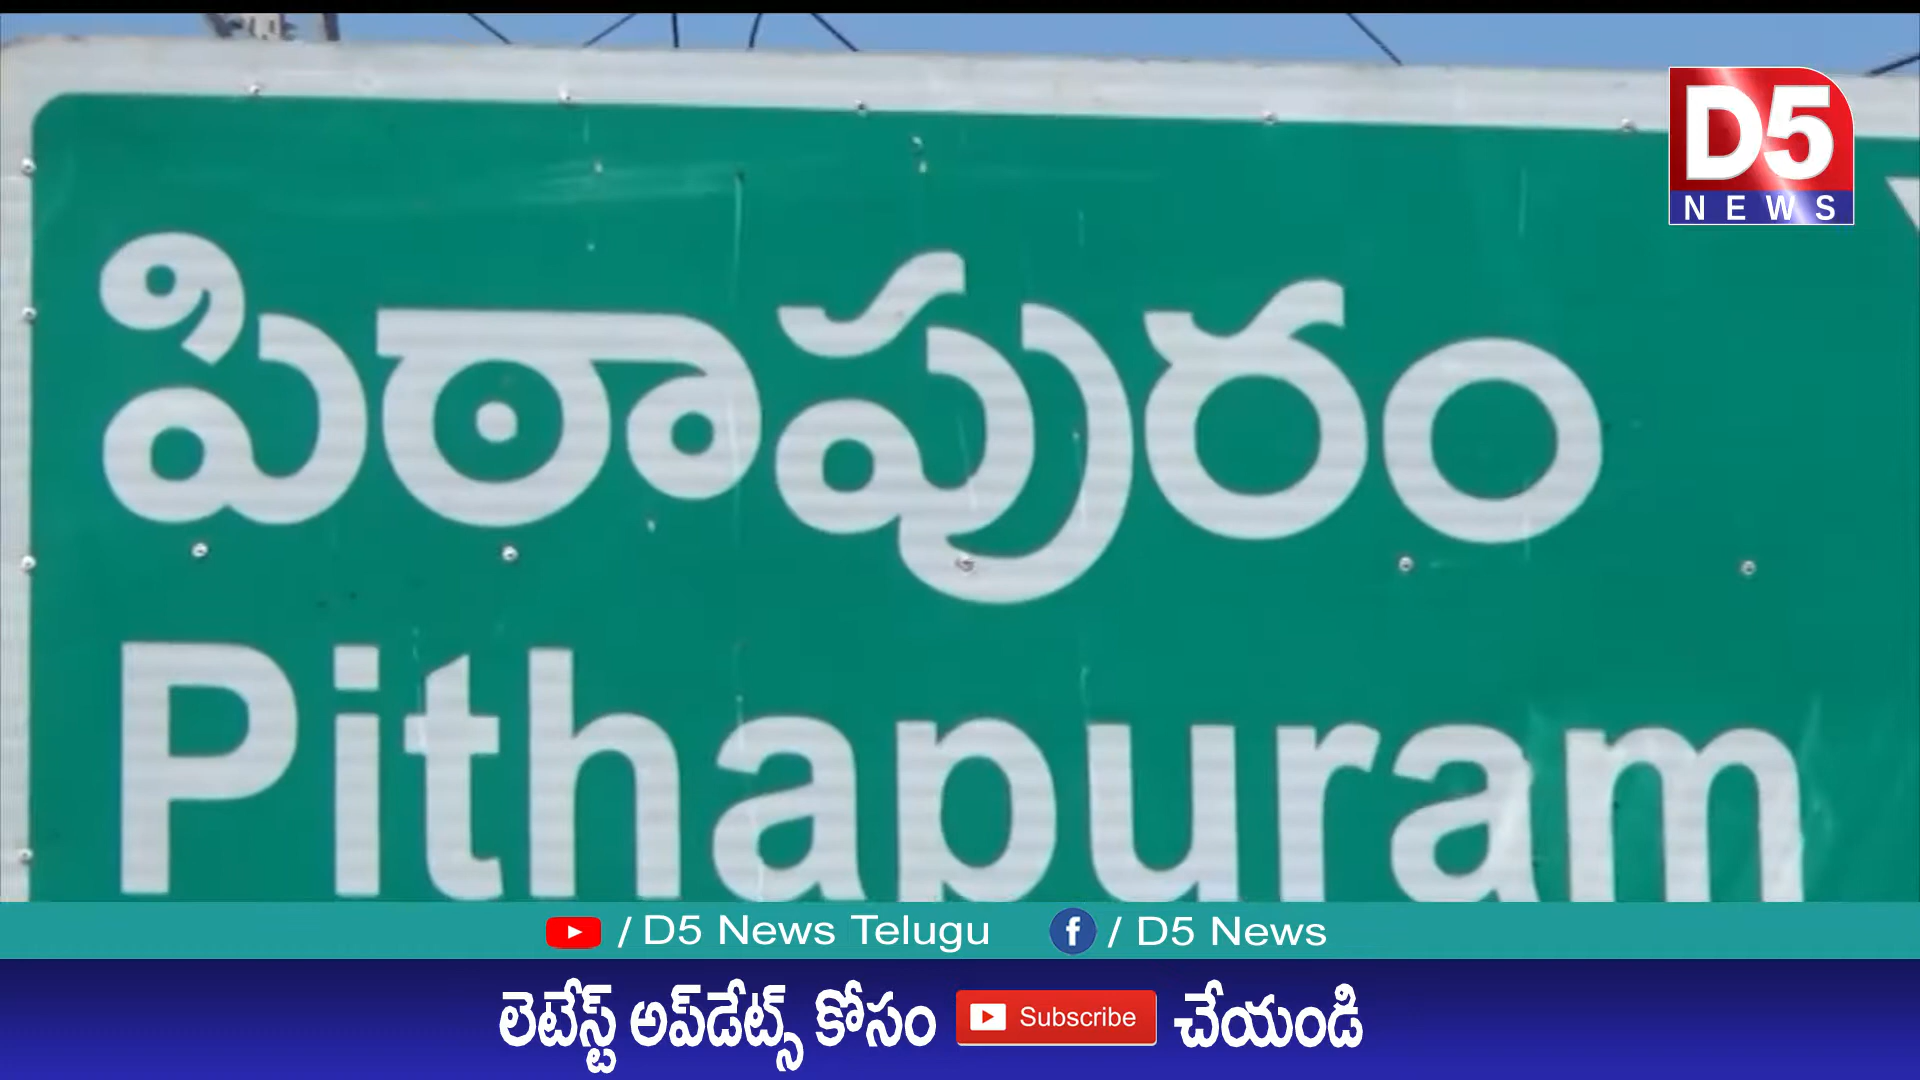 D5
NEWS
పిఠాపురం
Pithapuram
/ D5 News Telugu / D5 News
లెటేస్ట్ అప్‌డేట్స్ కోసం Subscribe చేయండి